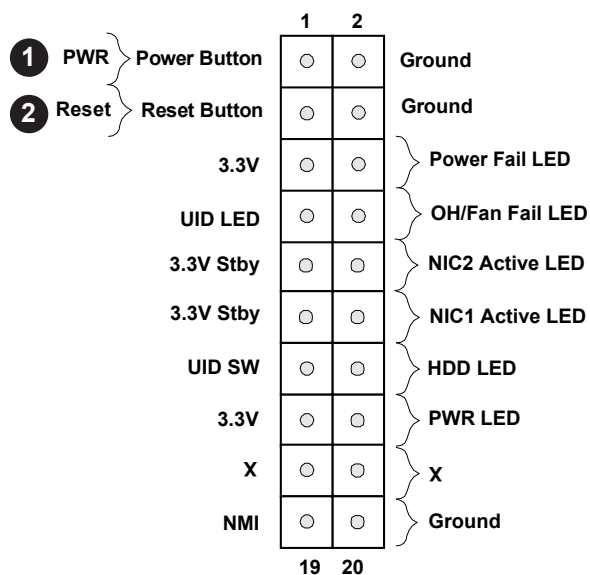 1 2
1 PWR Power Button Ground
2 Reset Reset Button Ground
3.3V Power Fail LED
UID LED OH/Fan Fail LED
3.3V Stby NIC2 Active LED
3.3V Stby NIC1 Active LED
UID SW HDD LED
3.3V PWR LED
X X
NMI Ground
19 20